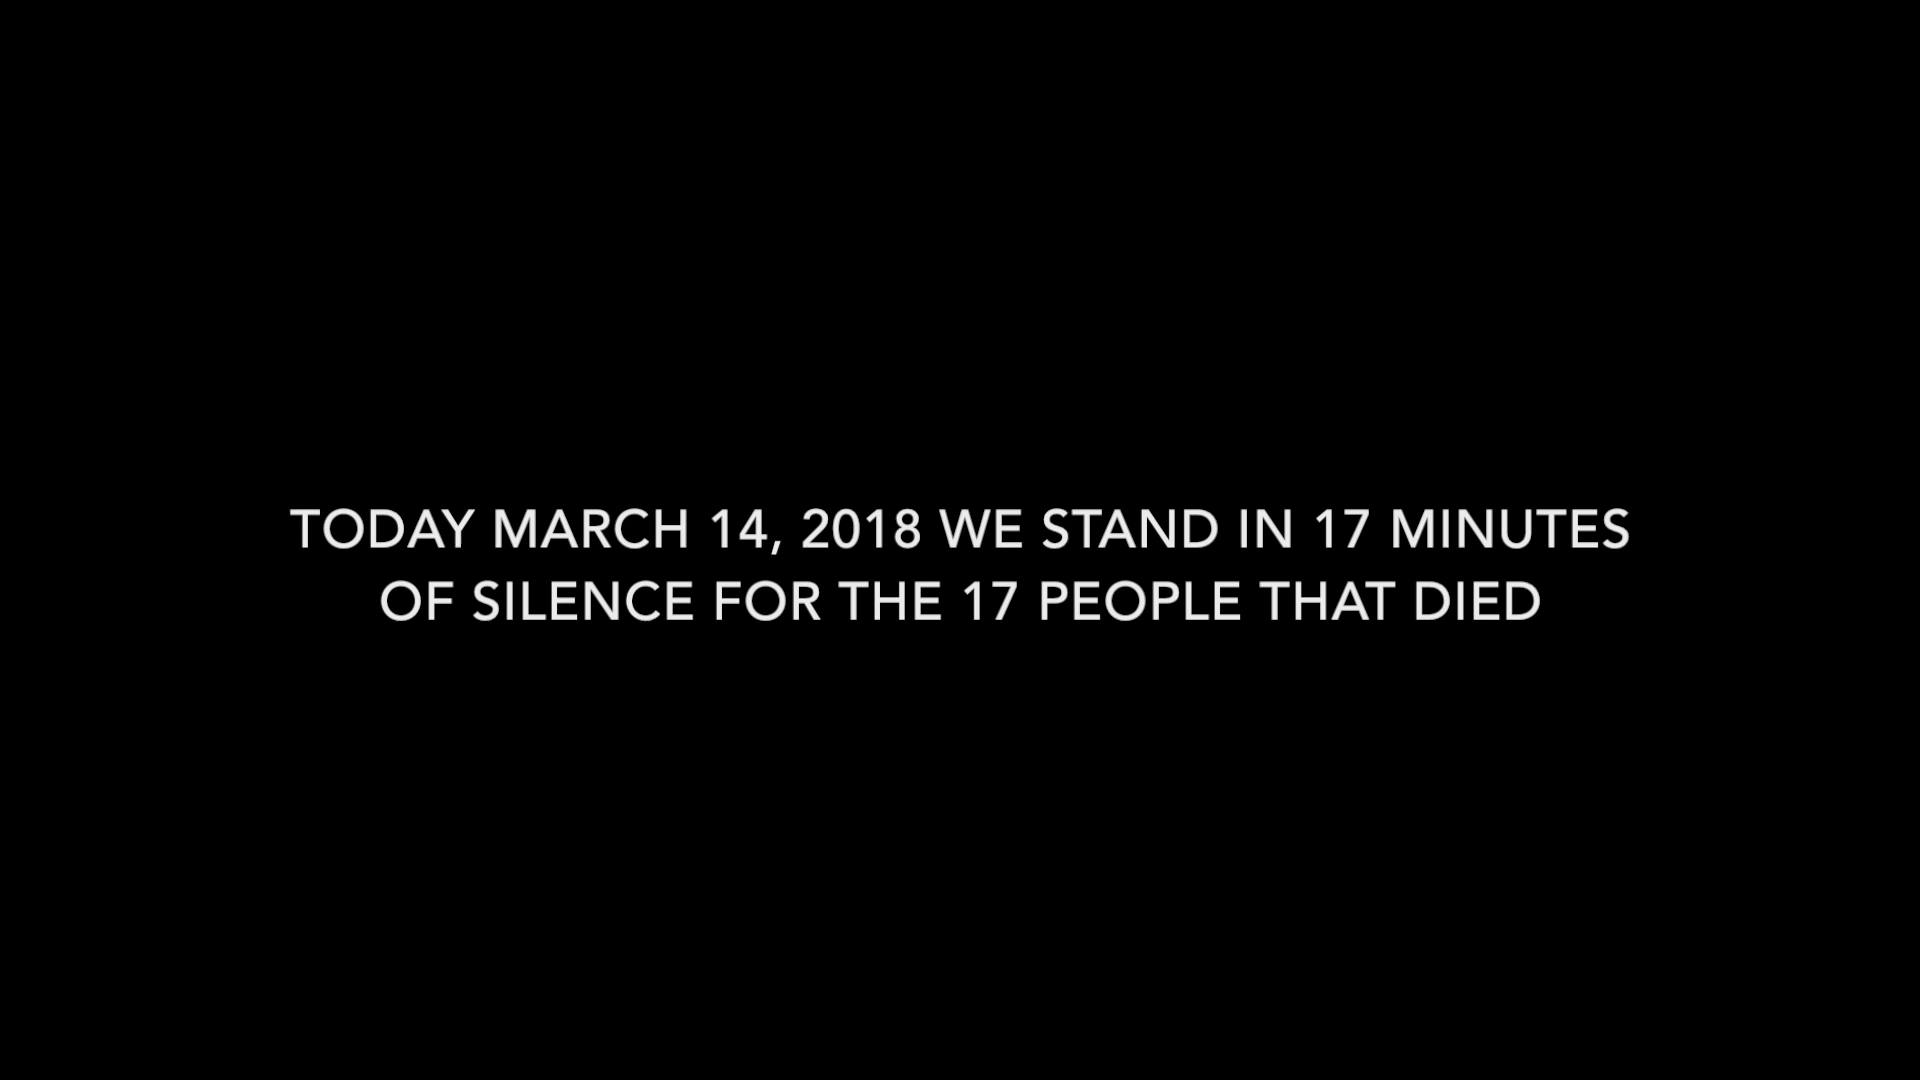 TODAY MARCH 14, 2018 WE STAND IN 17 MINUTES
OF SILENCE FOR THE 17 PEOPLE THAT DIED